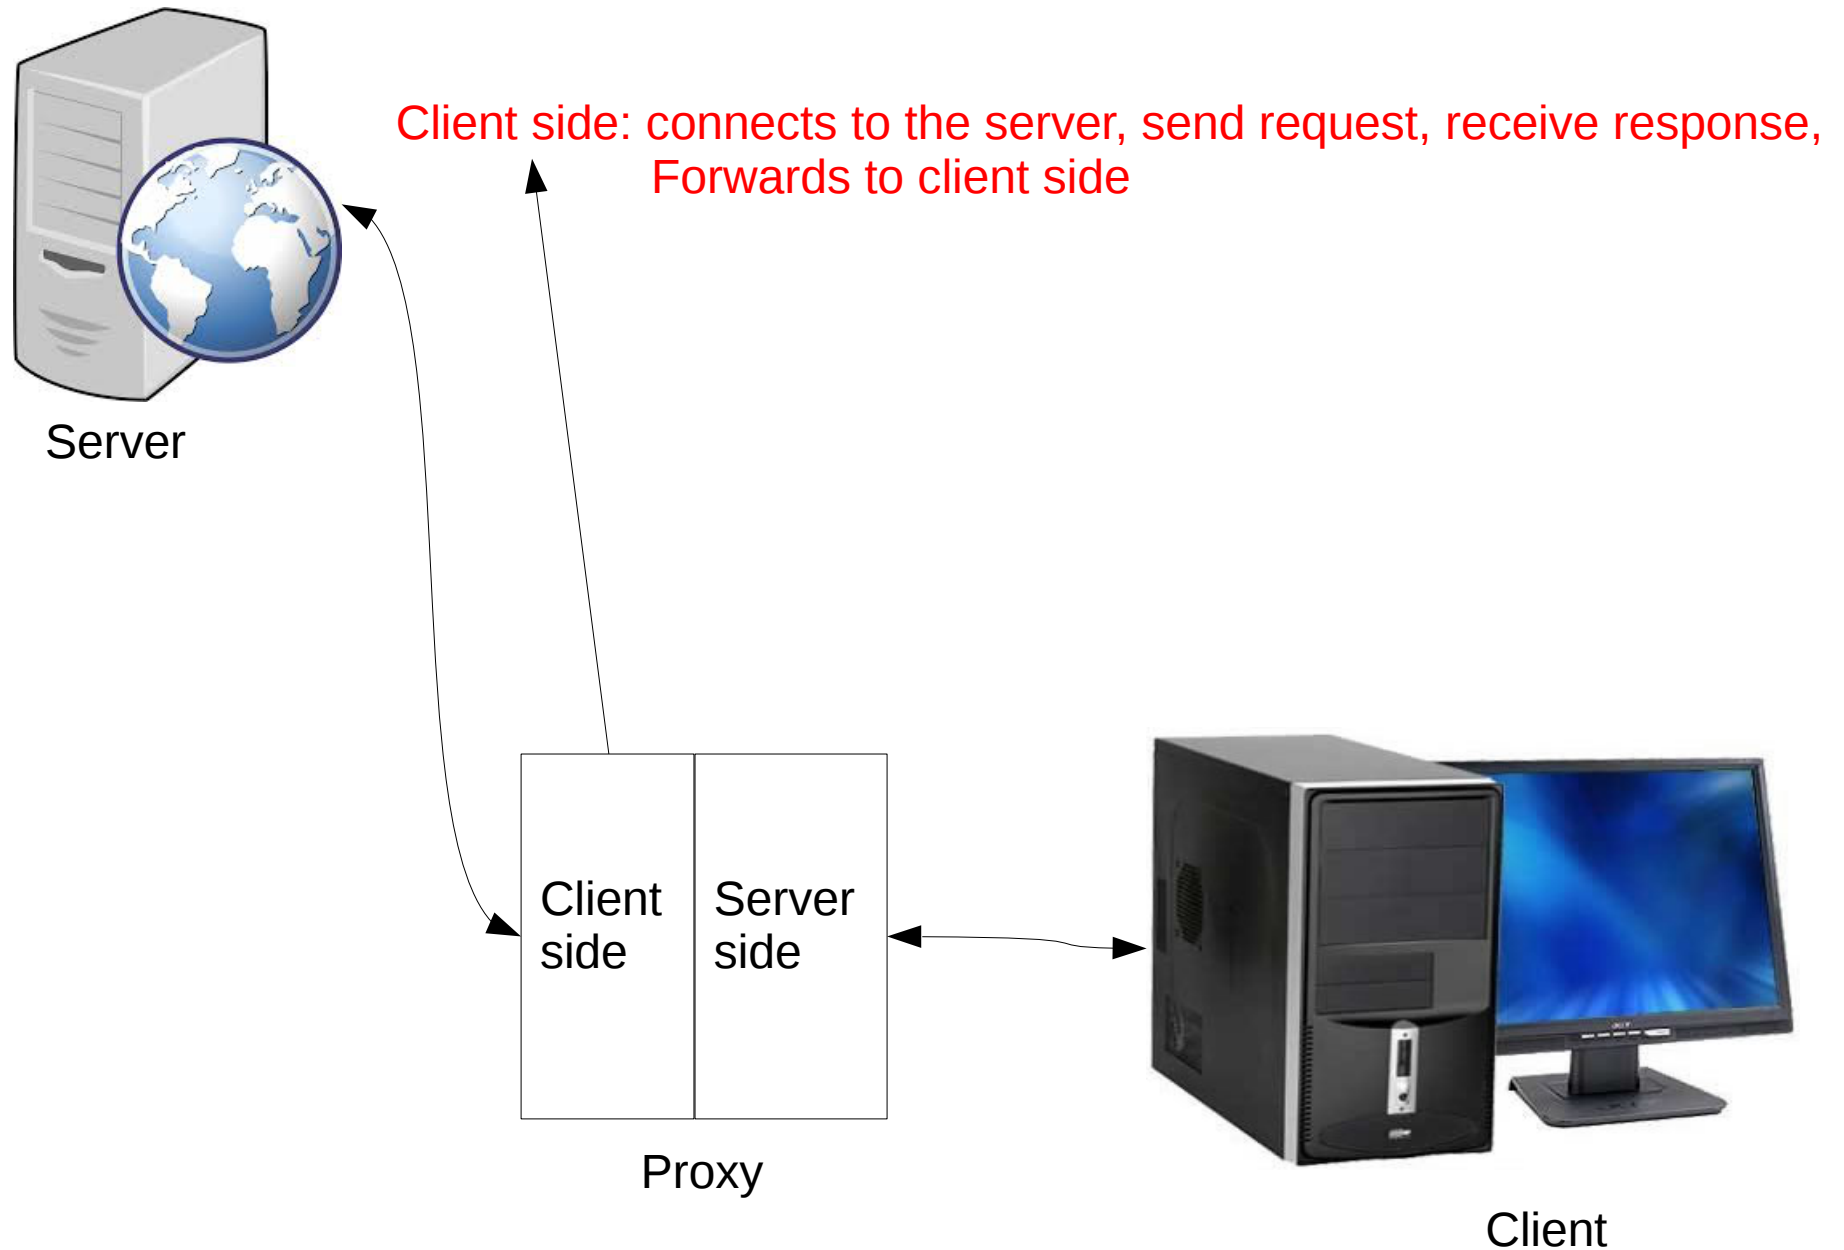 Client side: connects to the server, send request, receive response,
Forwards to client side
Server
Client
side
Server
side
Proxy
Client